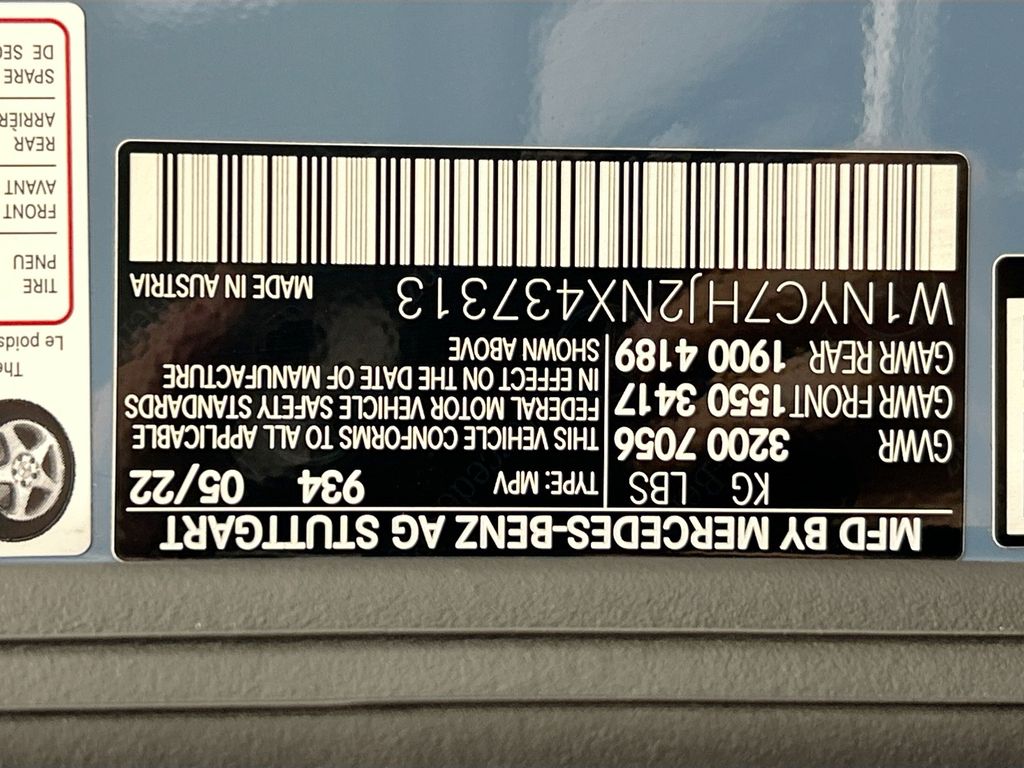 MFD BY MERCEDES-BENZ AG STUTTGART
KG LBS
GWR 3200 7056
GAWR FRONT 1550 3417
GAWR REAR 1900 4189
TYPE: MPV 934 05/22
THIS VEHICLE CONFORMS TO ALL APPLICABLE
FEDERAL MOTOR VEHICLE SAFETY STANDARDS
IN EFFECT ON THE DATE OF MANUFACTURE
SHOWN ABOVE
W1NYC7HJ2NX437313
MADE IN AUSTRIA
The
Le poids
TIRE
PNEU
FRONT
AVANT
REAR
ARRIÈR
SPARE
DE SEC